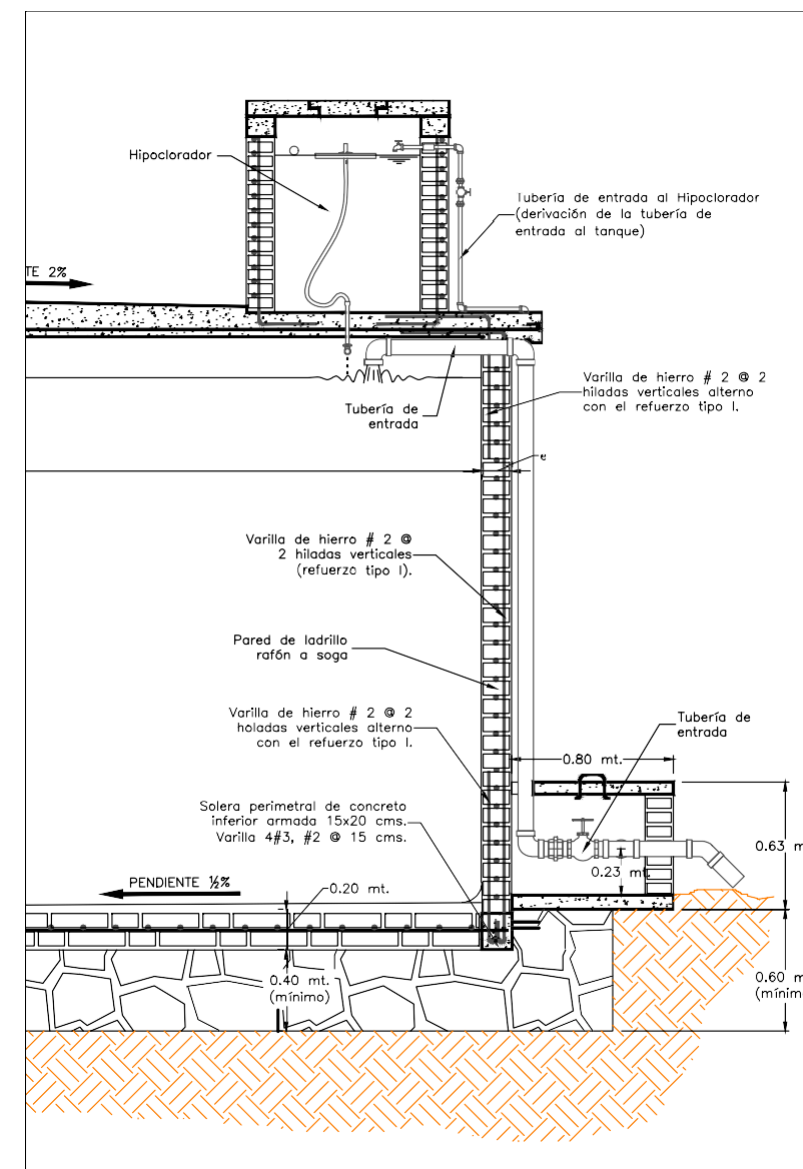 Hipoclorador
Tubería de entrada al Hipoclorador
(derivación de la tubería de
entrada al tanque)
TE 2%
Varilla de hierro # 2 @ 2
hiladas verticales alterno
con el refuerzo tipo I.
Tubería de
entrada
e
Varilla de hierro # 2 @
2 hiladas verticales
(refuerzo tipo I).
Pared de ladrillo
rafón a soga
Varilla de hierro # 2 @ 2
holadas verticales alterno
con el refuerzo tipo I.
Tubería de
entrada
0.80 mt.
Solera perimetral de concreto
inferior armada 15x20 cms.
Varilla 4#3, #2 @ 15 cms.
0.63 m
0.23 mt.
PENDIENTE ½%
0.20 mt.
0.40 mt.
(mínimo)
0.60 m
(mínim